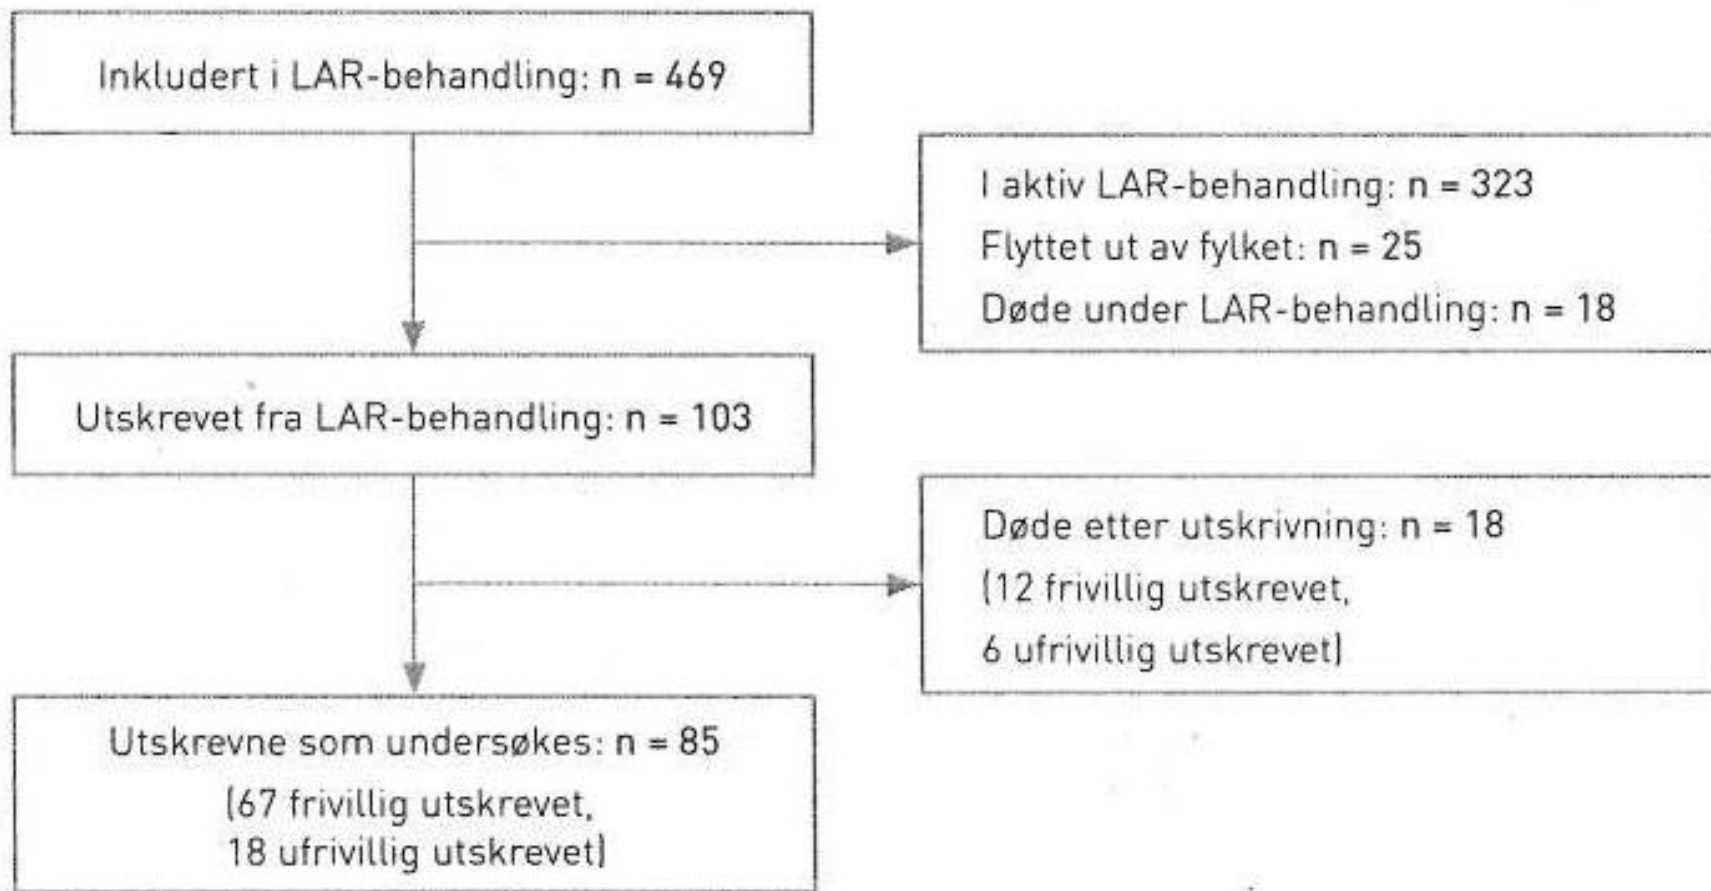 Inkludert i LAR-behandling: n = 469
I aktiv LAR-behandling: n = 323
Flyttet ut av fylket: n = 25
Døde under LAR-behandling: n = 18
Utskrevet fra LAR-behandling: n = 103
Døde etter utskrivning: n = 18
(12 frivillig utskrevet,
6 ufrivillig utskrevet)
Utskrevne som undersøkes: n = 85
(67 frivillig utskrevet,
18 ufrivillig utskrevet)